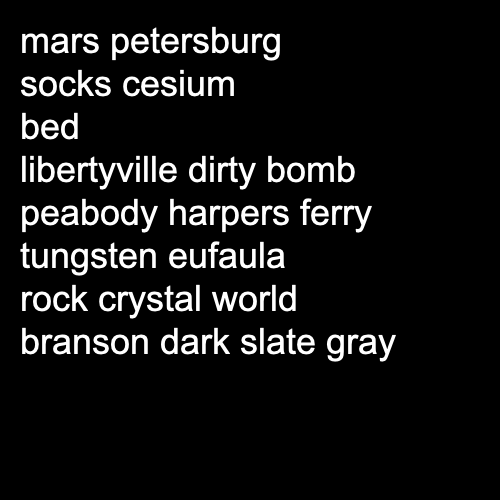 mars petersburg
socks cesium
bed
libertyville dirty bomb
peabody harpers ferry
tungsten eufaula
rock crystal world
branson dark slate gray